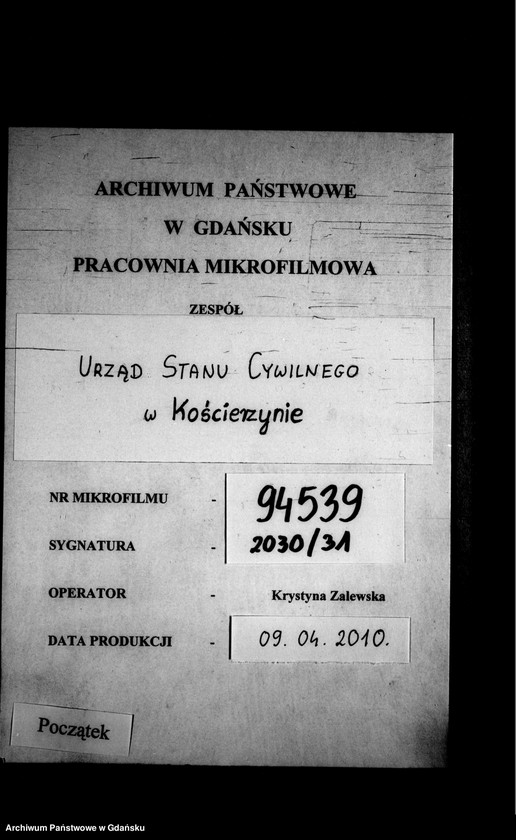 ARCHIWUM PAŃSTWOWE
W GDAŃSKU
PRACOWNIA MIKROFILMOWA
ZESPÓŁ
URZĄD STANU CYWILNEGO
w Kościerzynie
NR MIKROFILMU - 94539
SYGNATURA - 2030/31
OPERATOR - Krystyna Zalewska
DATA PRODUKCJI - 09. 04. 2010.
Początek
Archiwum Państwowe w Gdańsku